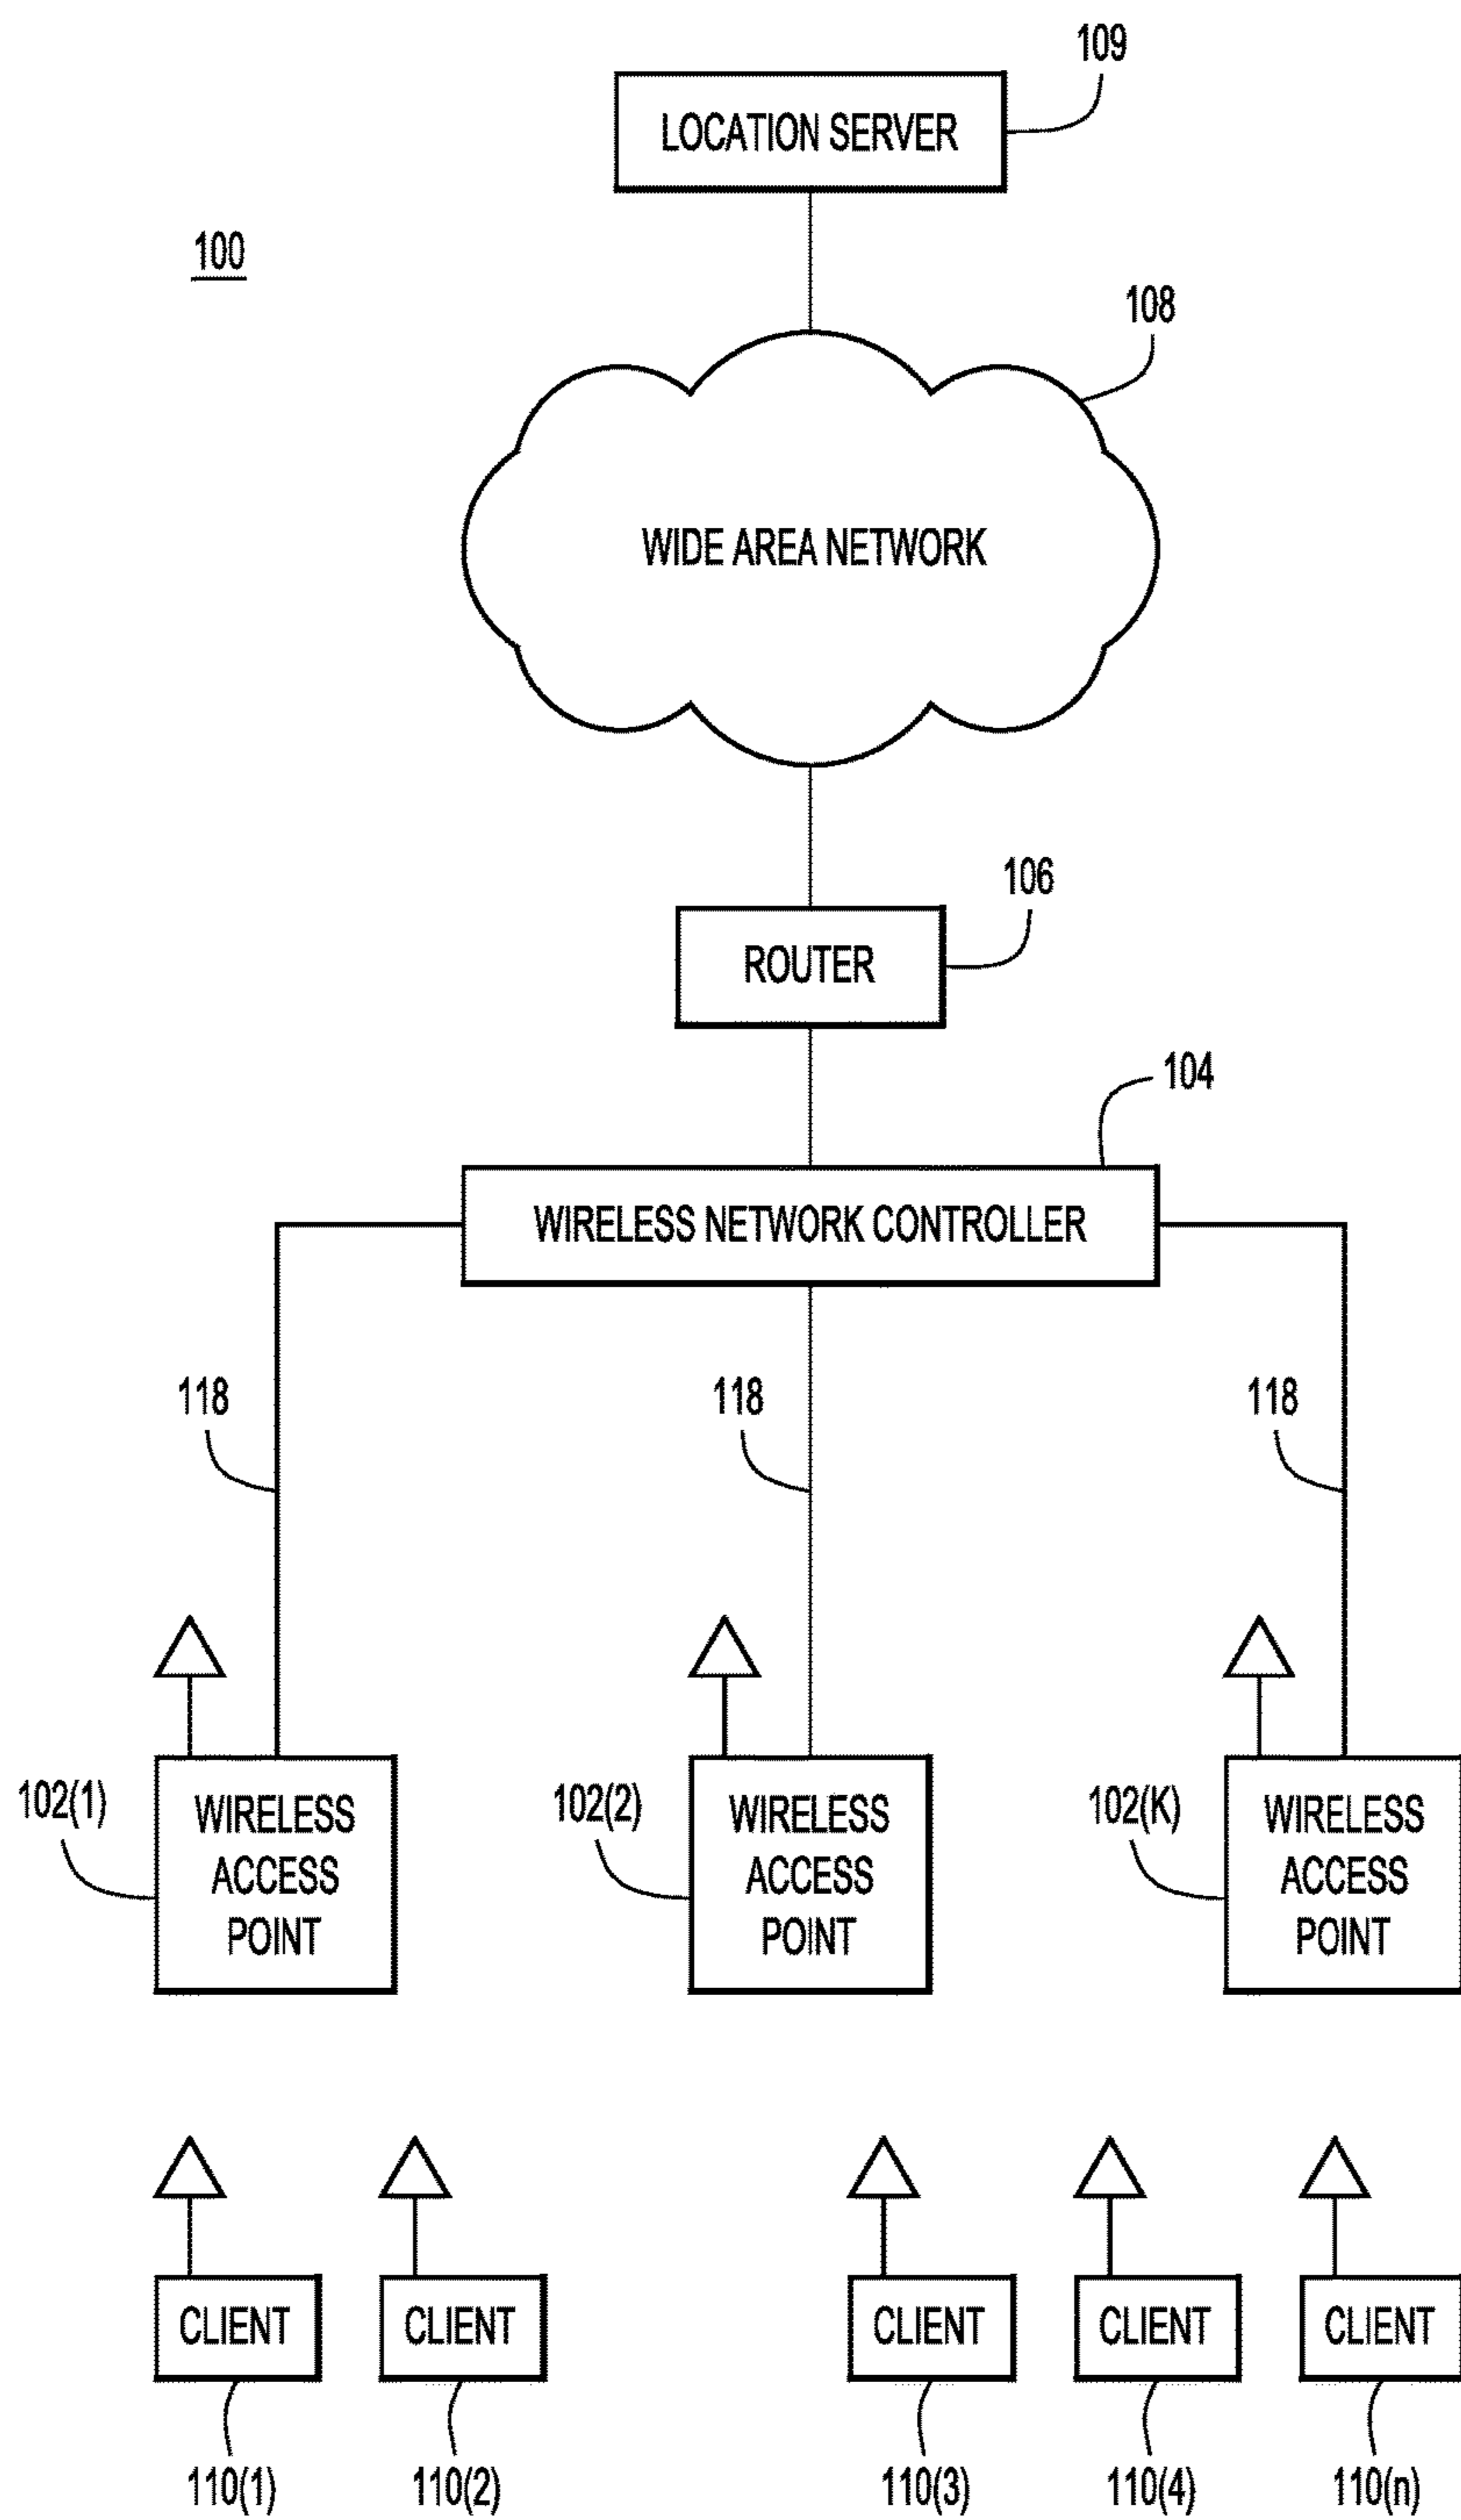 109
LOCATION SERVER
100
108
WIDE AREA NETWORK
106
ROUTER
104
WIRELESS NETWORK CONTROLLER
118
118
118
102(1)
WIRELESS
ACCESS
POINT
102(2)
WIRELESS
ACCESS
POINT
102(K)
WIRELESS
ACCESS
POINT
CLIENT
CLIENT
CLIENT
CLIENT
CLIENT
110(1)
110(2)
110(3)
110(4)
110(n)